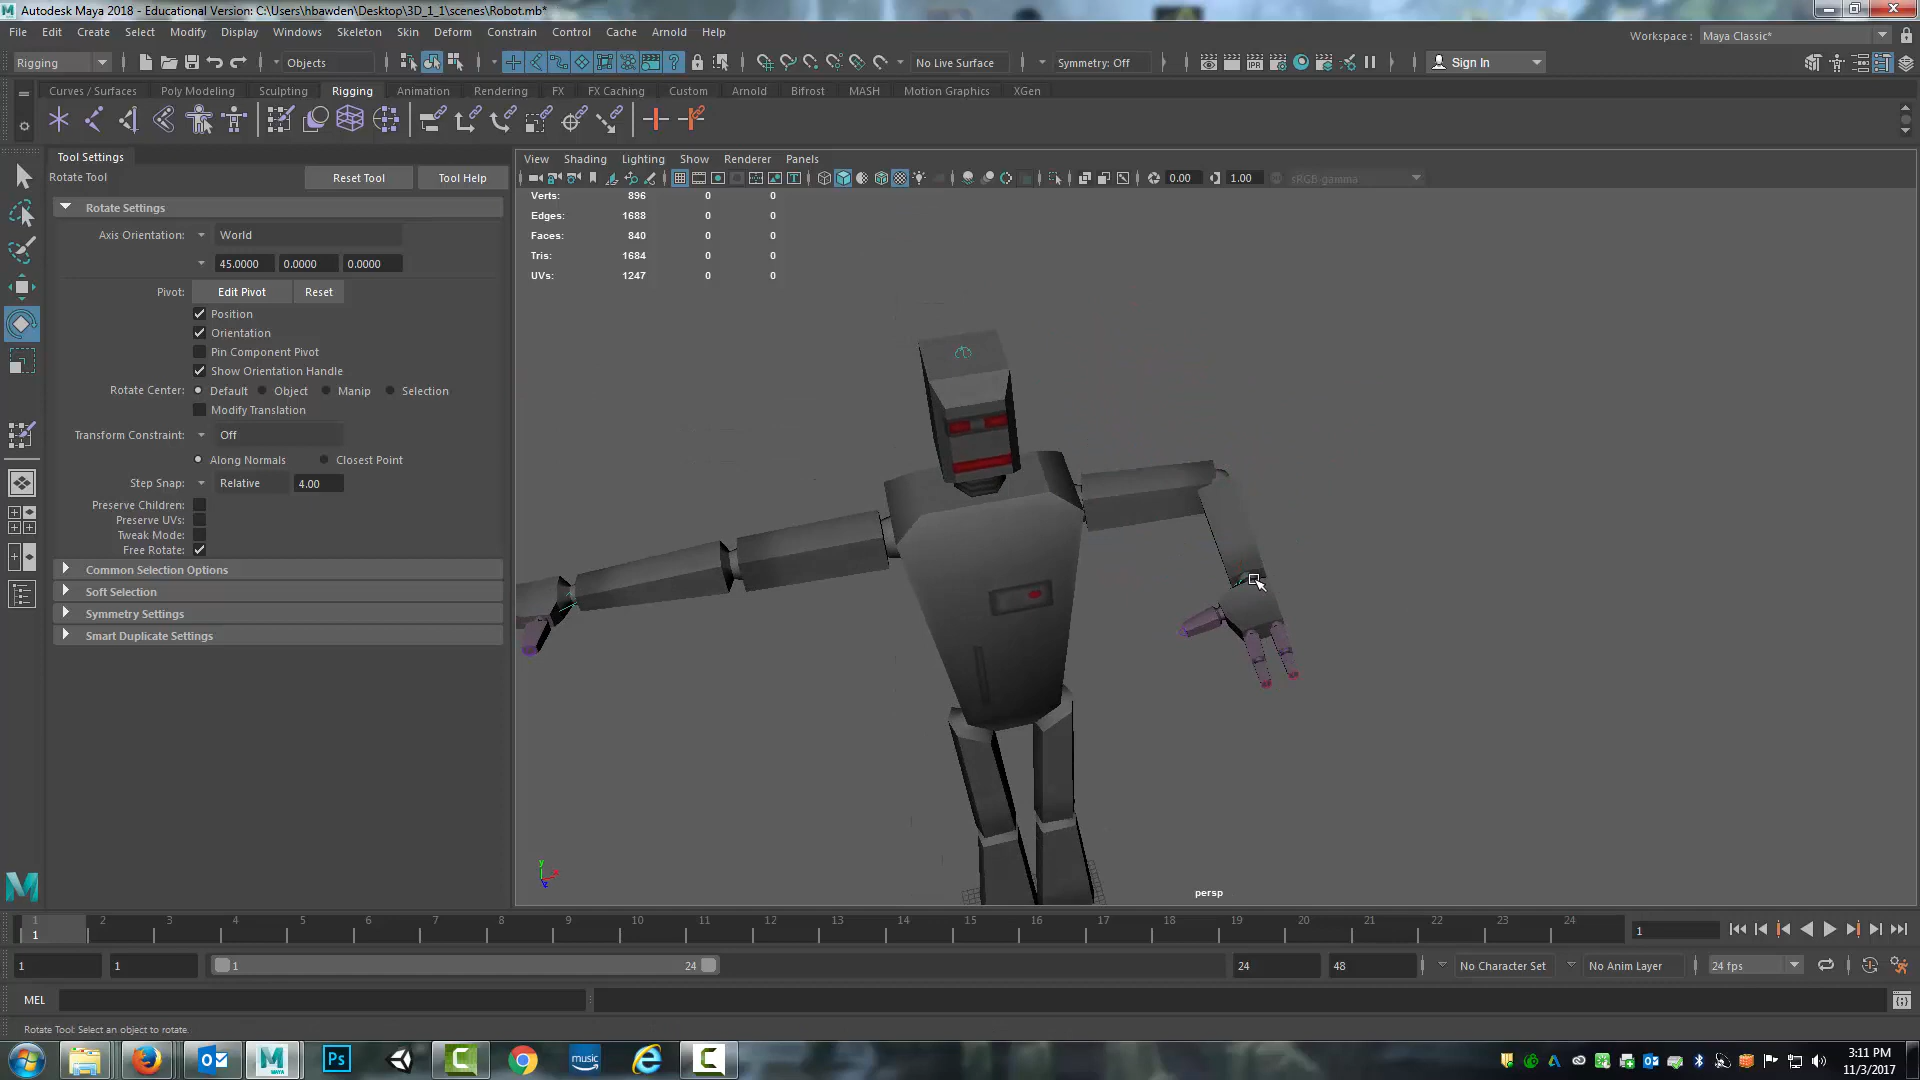 Autodesk Maya 2018 - Educational Version: C:\Users\hbawden\Desktop\3D_1_1\scenes\Robot.mb*
File Edit Create Select Modify Display Windows Skeleton Skin Deform Constrain Control Cache Arnold Help
Workspace : Maya Classic*
Rigging Objects No Live Surface Symmetry: Off Sign In
Curves / Surfaces Poly Modeling Sculpting Rigging Animation Rendering FX FX Caching Custom Arnold Bifrost MASH Motion Graphics XGen
IPR
Tool Settings
Rotate Tool Reset Tool Tool Help
Rotate Settings
Axis Orientation: World
45.0000 0.0000 0.0000
Pivot: Edit Pivot Reset
Position
Orientation
Pin Component Pivot
Show Orientation Handle
Rotate Center: Default Object Manip Selection
Modify Translation
Transform Constraint: Off
Along Normals Closest Point
Step Snap: Relative 4.00
Preserve Children:
Preserve UVs:
Tweak Mode:
Free Rotate:
Common Selection Options
Soft Selection
Symmetry Settings
Smart Duplicate Settings
View Shading Lighting Show Renderer Panels
0.00 1.00 sRGB gamma
Verts: 896 0 0
Edges: 1688 0 0
Faces: 840 0 0
Tris: 1684 0 0
UVs: 1247 0 0
y
x
z
persp
1 2 3 4 5 6 7 8 9 10 11 12 13 14 15 16 17 18 19 20 21 22 23 24
1 1
1 1 1 24 24 48 No Character Set No Anim Layer 24 fps
MEL
Rotate Tool: Select an object to rotate.
MAYA Ps music
3:11 PM
11/3/2017